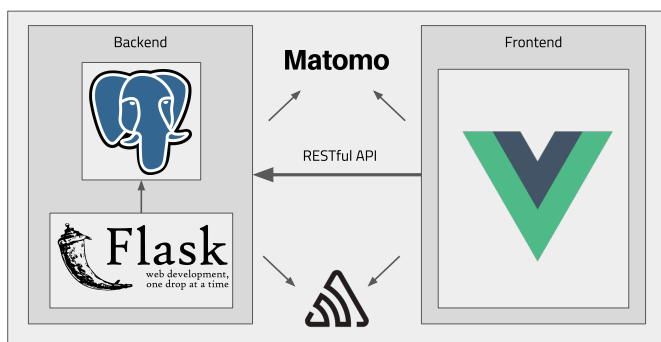 Backend
Matomo
Frontend
RESTful API
Flask
web development,
one drop at a time